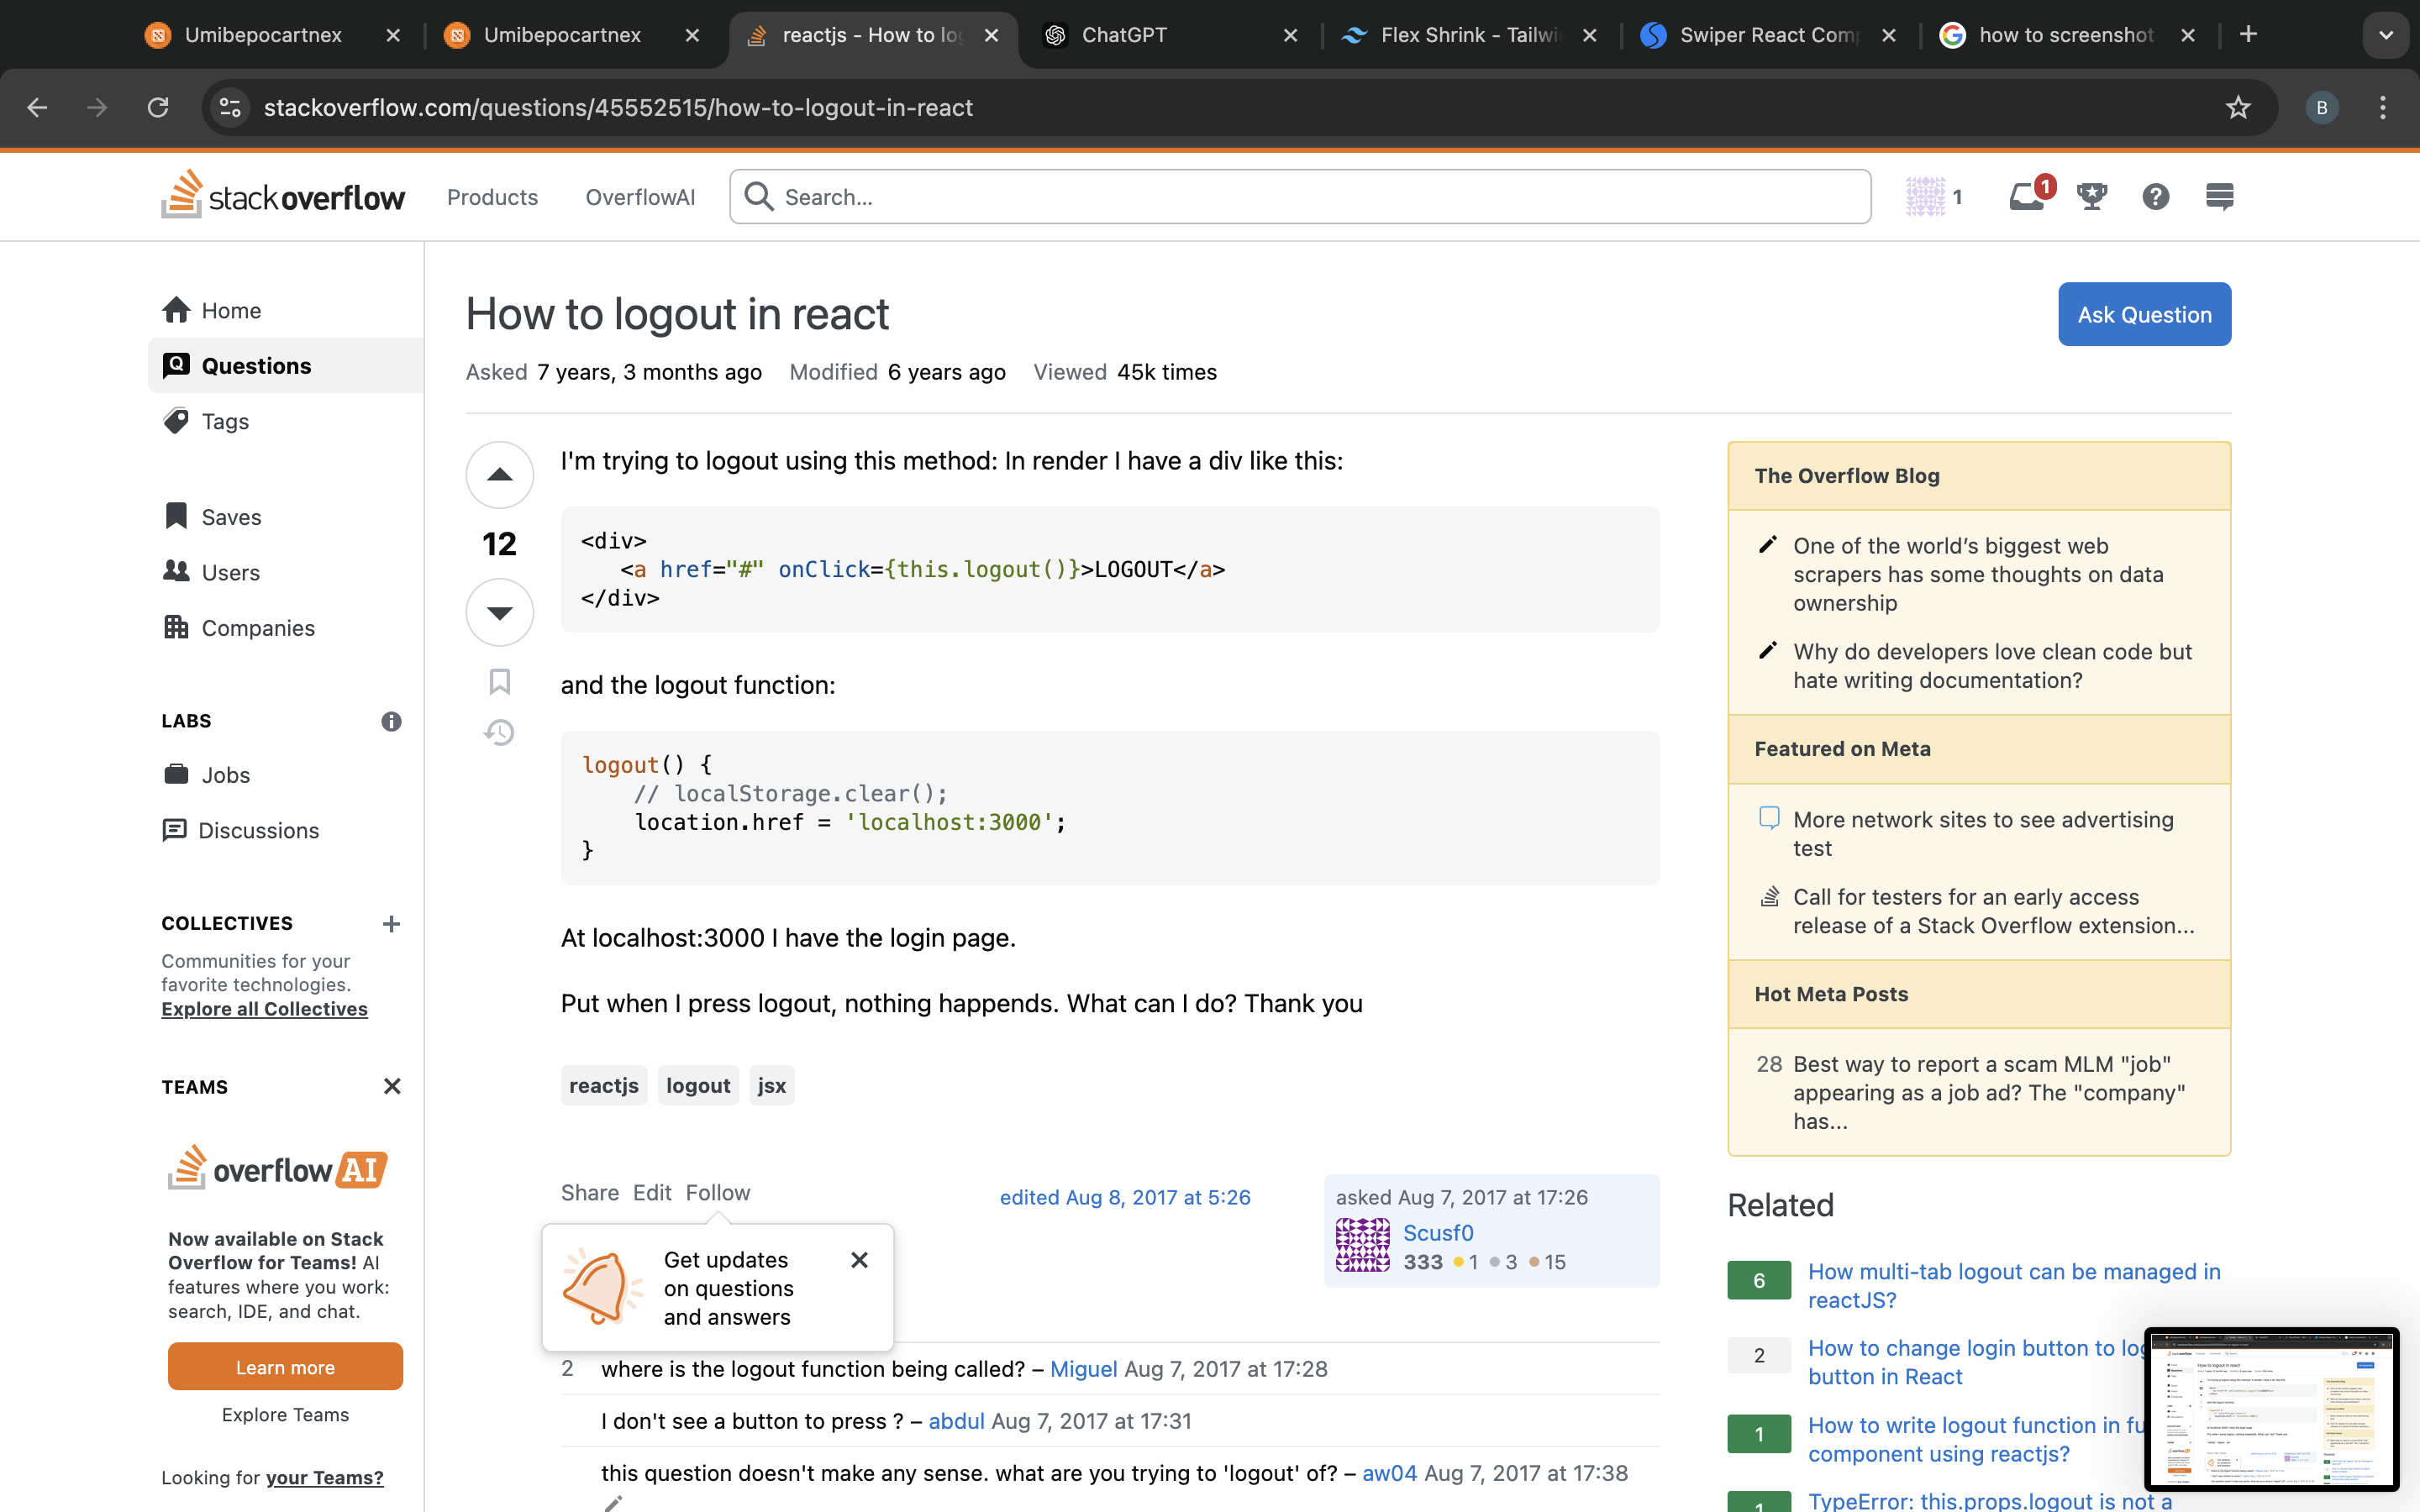 Umibepocartnex
Umibepocartnex
reactjs - How to log
ChatGPT
Flex Shrink - Tailwi
Swiper React Comp
how to screenshot
stackoverflow.com/questions/45552515/how-to-logout-in-react
B
stackoverflow
Products
OverflowAI
Search...
1
1
Home
Questions
Tags
Saves
Users
Companies
LABS
Jobs
Discussions
COLLECTIVES
Communities for your
favorite technologies.
Explore all Collectives
TEAMS
overflowAI
Now available on Stack
Overflow for Teams! AI
features where you work:
search, IDE, and chat.
Learn more
Explore Teams
Looking for your Teams?
How to logout in react
Ask Question
Asked 7 years, 3 months ago Modified 6 years ago Viewed 45k times
12
I'm trying to logout using this method: In render I have a div like this:
<div>
<a href="#" onClick={this.logout()}>LOGOUT</a>
</div>
and the logout function:
logout() {
// localStorage.clear();
location.href = 'localhost:3000';
}
At localhost:3000 I have the login page.
Put when I press logout, nothing happends. What can I do? Thank you
reactjs logout jsx
Share Edit Follow
edited Aug 8, 2017 at 5:26
asked Aug 7, 2017 at 17:26
Scusf0
333 1 3 15
Get updates
on questions
and answers
2 where is the logout function being called? – Miguel Aug 7, 2017 at 17:28
I don't see a button to press ? – abdul Aug 7, 2017 at 17:31
this question doesn't make any sense. what are you trying to 'logout' of? – aw04 Aug 7, 2017 at 17:38
The Overflow Blog
One of the world's biggest web
scrapers has some thoughts on data
ownership
Why do developers love clean code but
hate writing documentation?
Featured on Meta
More network sites to see advertising
test
Call for testers for an early access
release of a Stack Overflow extension...
Hot Meta Posts
28 Best way to report a scam MLM "job"
appearing as a job ad? The "company"
has...
Related
6 How multi-tab logout can be managed in
reactJS?
2 How to change login button to log
button in React
1 How to write logout function in fu
component using reactjs?
1 TypeError: this.props.logout is not a